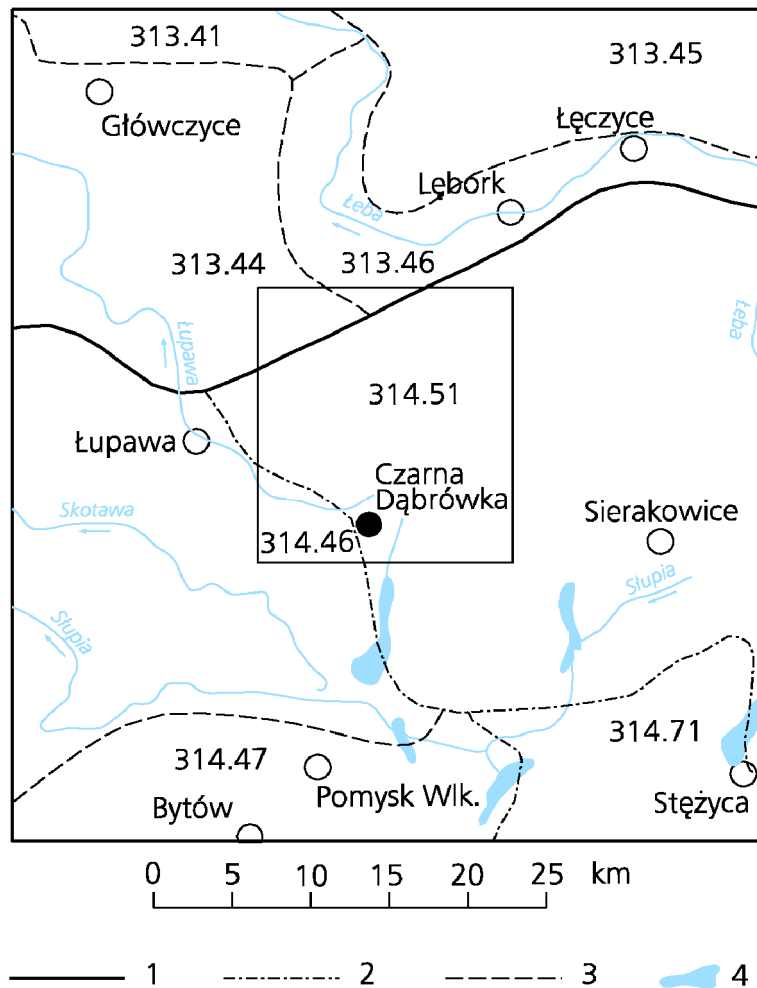 313.41
313.45
Główczyce
Łęczyce
Lębork
Łeba
313.44
313.46
Łeba
Łupawa
314.51
Łupawa
Czarna
Dąbrówka
Skotawa
314.46
Sierakowice
Słupia
Słupia
314.71
314.47
Pomysk Wlk.
Stężyca
Bytów
0 5 10 15 20 25 km
1 2 3 4